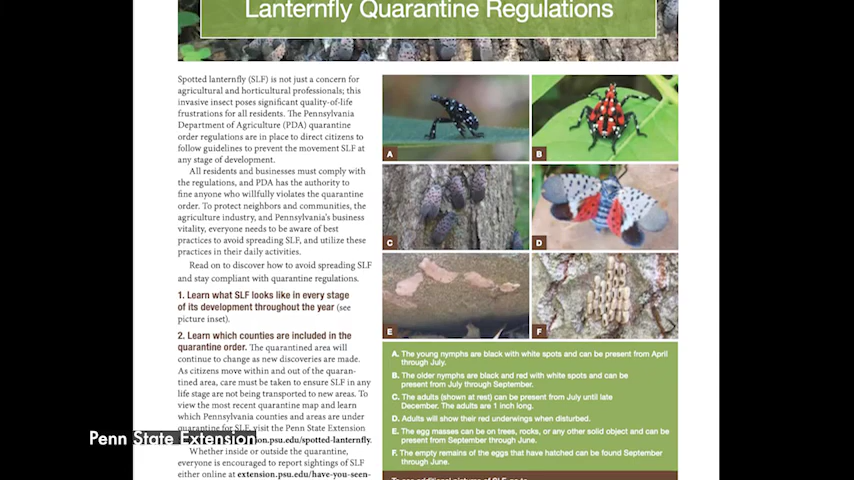 Lanternfly Quarantine Regulations
Spotted lanternfly (SLF) is not just a concern for
agricultural and horticultural professionals; this
invasive insect poses significant quality-of-life
frustrations for all residents. The Pennsylvania
Department of Agriculture (PDA) quarantine
order regulations are in place to direct citizens to
follow guidelines to prevent the movement SLF at
any stage of development.
All residents and businesses must comply with
the regulations, and PDA has the authority to
fine anyone who willfully violates the quarantine
order. To protect neighbors and communities, the
agriculture industry, and Pennsylvania's business
vitality, everyone needs to be aware of best
practices to avoid spreading SLF, and utilize these
practices in their daily activities.
Read on to discover how to avoid spreading SLF
and stay compliant with quarantine regulations.
1. Learn what SLF looks like in every stage
of its development throughout the year (see
picture inset).
2. Learn which counties are included in the
quarantine order. The quarantined area will
continue to change as new discoveries are made.
As citizens move within and out of the quaran-
tined area, care must be taken to ensure SLF in any
life stage are not being transported to new areas. To
view the most recent quarantine map and learn
which Pennsylvania counties and areas are under
quarantine for SLF, visit the Penn State Extension
on.psu.edu/spotted-lanternfly.
Whether inside or outside the quarantine,
everyone is encouraged to report sightings of SLF
either online at extension.psu.edu/have-you-seen-
A
B
C
D
E
F
A. The young nymphs are black with white spots and can be present from April
through July.
B. The older nymphs are black and red with white spots and can be
present from July through September.
C. The adults (shown at rest) can be present from July until late
December. The adults are 1 inch long.
D. Adults will show their red underwings when disturbed.
E. The egg masses can be on trees, rocks, or any other solid object and can be
present from September through June.
F. The empty remains of the eggs that have hatched can be found September
through June.
Penn State Extension